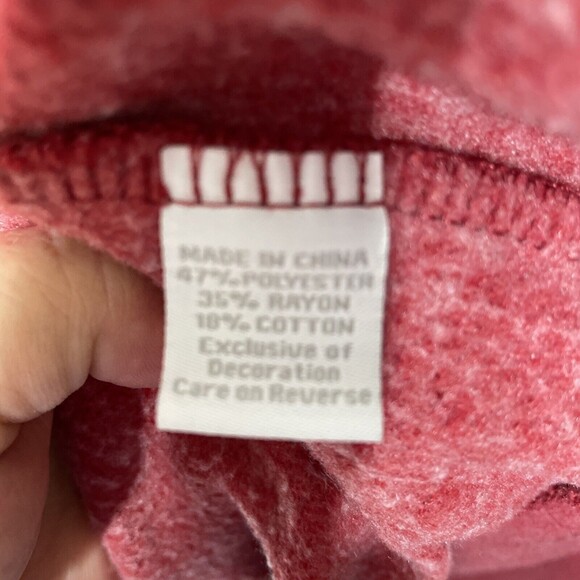 MADE IN CHINA
47% POLYESTER
35% RAYON
18% COTTON
Exclusive of
Decoration
Care on Reverse